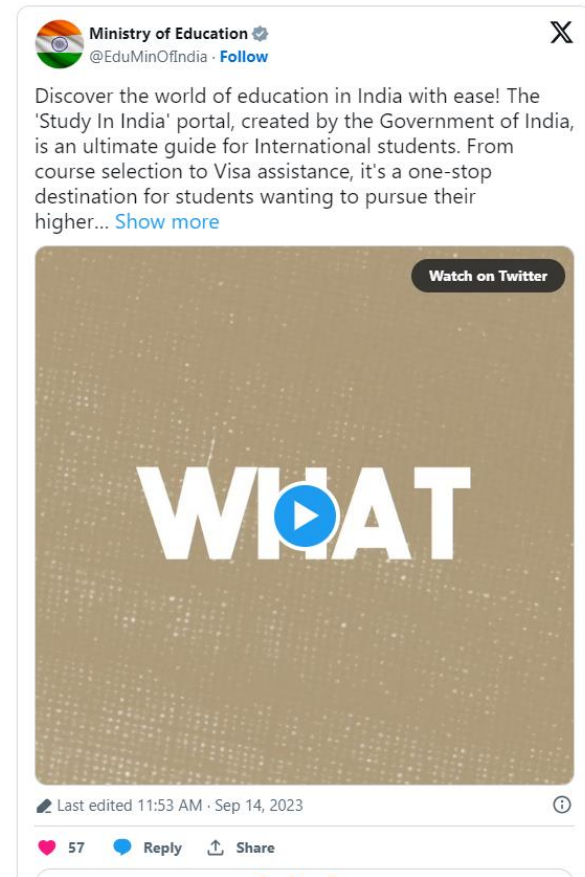 Ministry of Education
@EduMinOfIndia · Follow
Discover the world of education in India with ease! The
'Study In India' portal, created by the Government of India,
is an ultimate guide for International students. From
course selection to Visa assistance, it's a one-stop
destination for students wanting to pursue their
higher... Show more
Watch on Twitter
WHAT
Last edited 11:53 AM · Sep 14, 2023
57 Reply Share